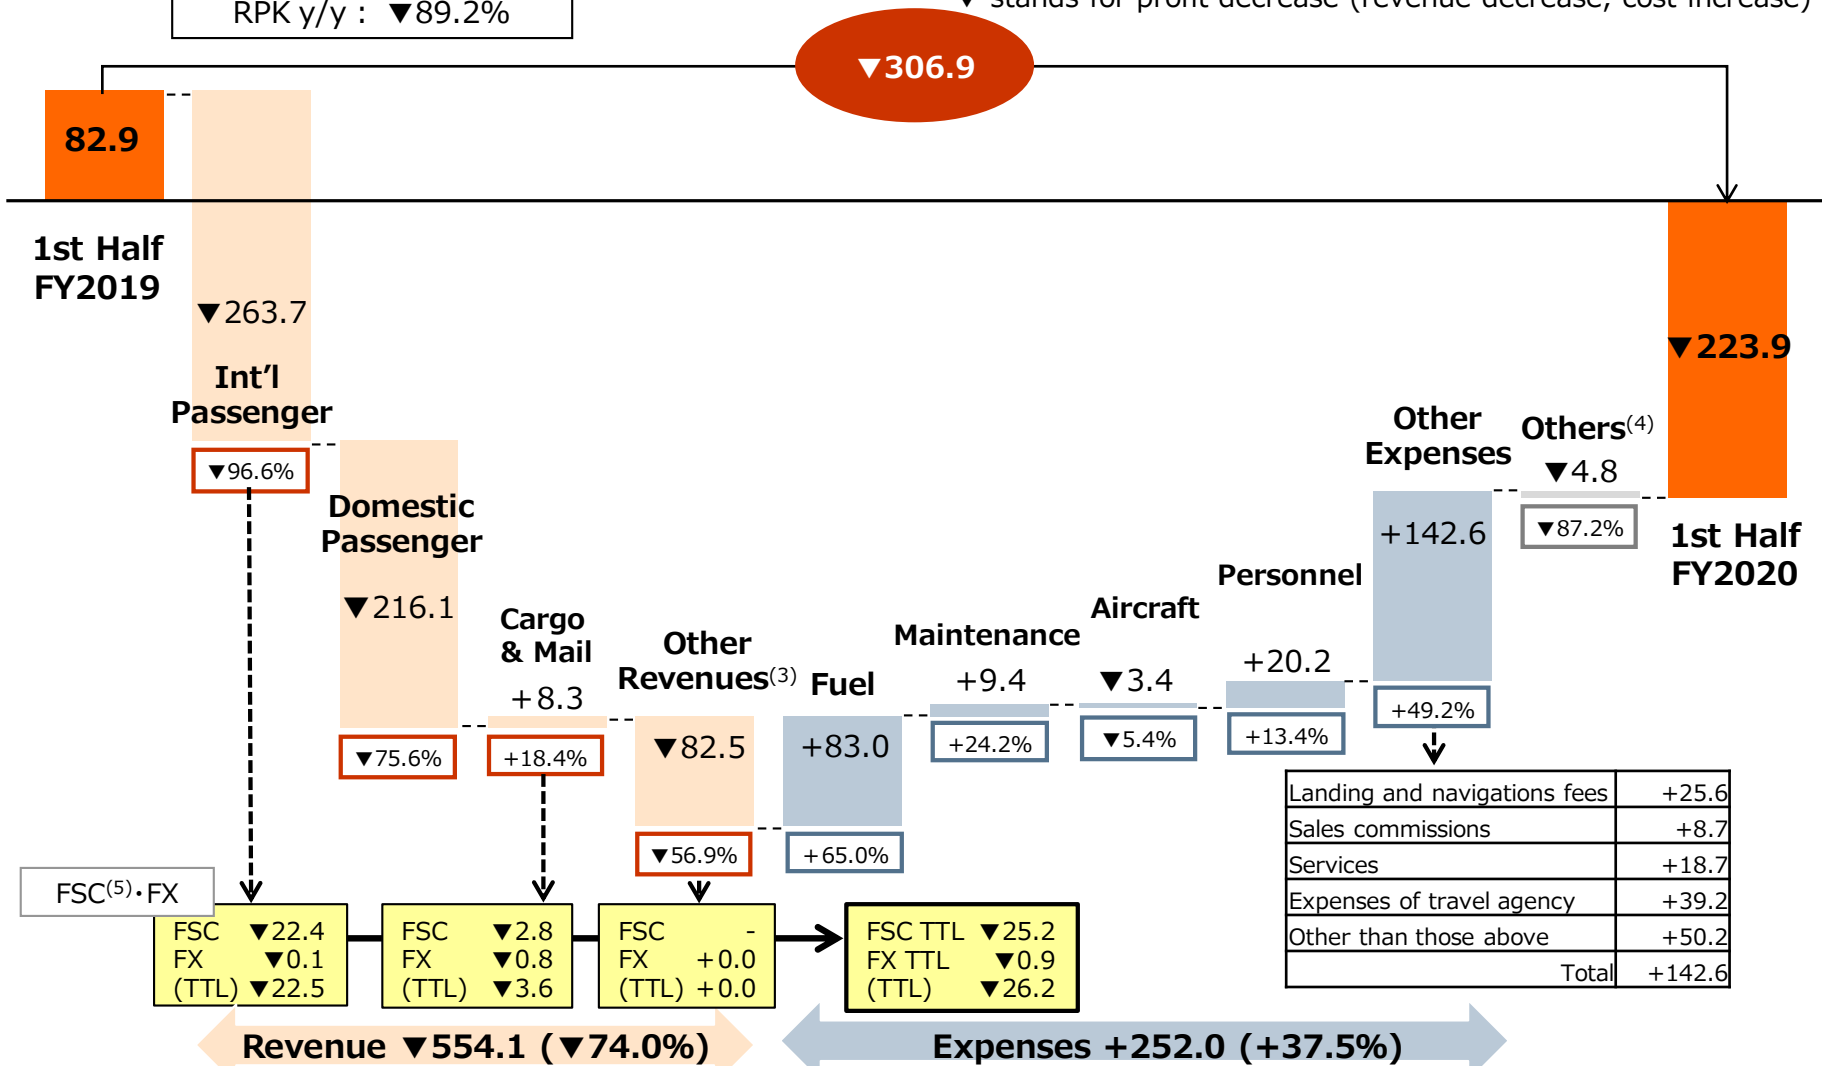 RPK y/y : ▼89.2%
▼ stands for profit decrease (revenue decrease, cost increase)
▼306.9
82.9
1st Half
FY2019
▼263.7
Int’l
Passenger
▼96.6%
Domestic
Passenger
▼216.1
▼75.6%
Cargo
& Mail
+8.3
+18.4%
Other
Revenues(3)
▼82.5
▼56.9%
Fuel
+83.0
+65.0%
Maintenance
+9.4
+24.2%
Aircraft
▼3.4
▼5.4%
Personnel
+20.2
+13.4%
Other
Expenses
+142.6
+49.2%
Others(4)
▼4.8
▼87.2%
▼223.9
1st Half
FY2020
Landing and navigations fees +25.6
Sales commissions +8.7
Services +18.7
Expenses of travel agency +39.2
Other than those above +50.2
Total +142.6
FSC(5)・FX
FSC ▼22.4
FX ▼0.1
(TTL) ▼22.5
FSC ▼2.8
FX ▼0.8
(TTL) ▼3.6
FSC -
FX +0.0
(TTL) +0.0
FSC TTL ▼25.2
FX TTL ▼0.9
(TTL) ▼26.2
Revenue ▼554.1 (▼74.0%)
Expenses +252.0 (+37.5%)